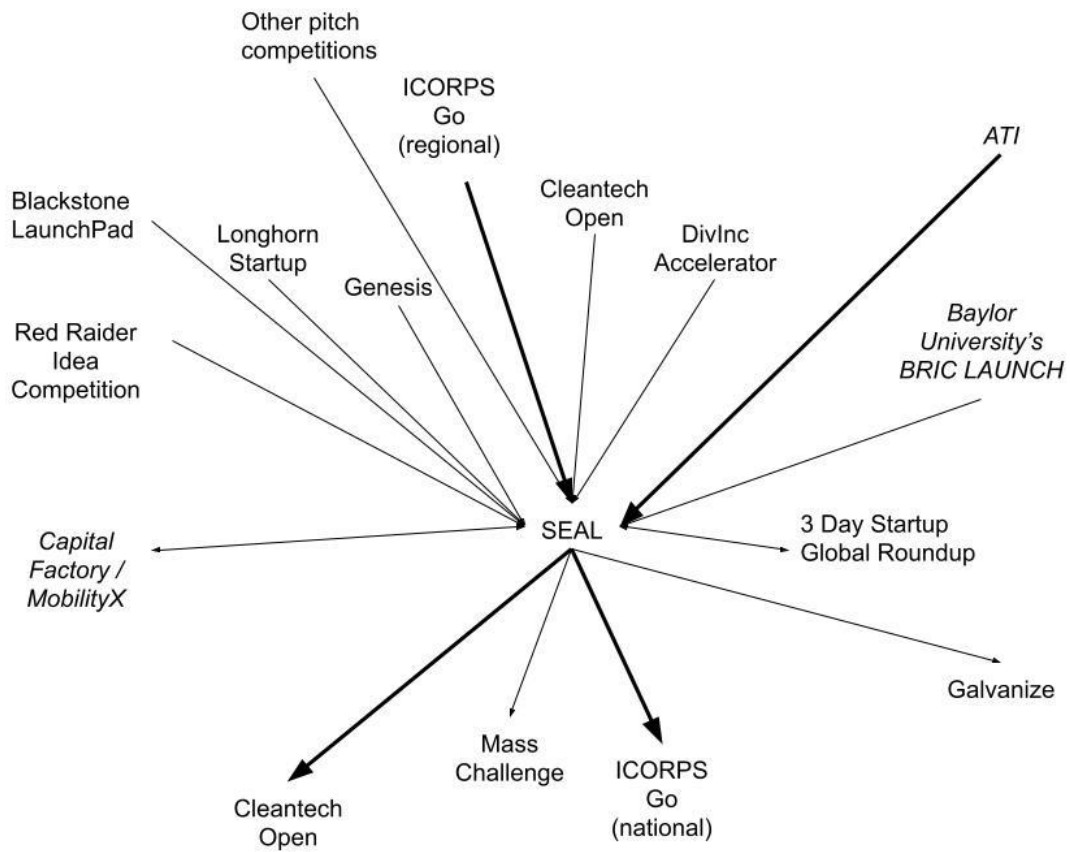 Other pitch
competitions
ICORPS
Go
(regional)
ATI
Cleantech
Open
Blackstone
LaunchPad
Longhorn
Startup
DivInc
Accelerator
Genesis
Red Raider
Idea
Competition
Baylor
University's
BRIC LAUNCH
SEAL
3 Day Startup
Global Roundup
Capital
Factory /
MobilityX
Galvanize
Mass
Challenge
ICORPS
Go
(national)
Cleantech
Open